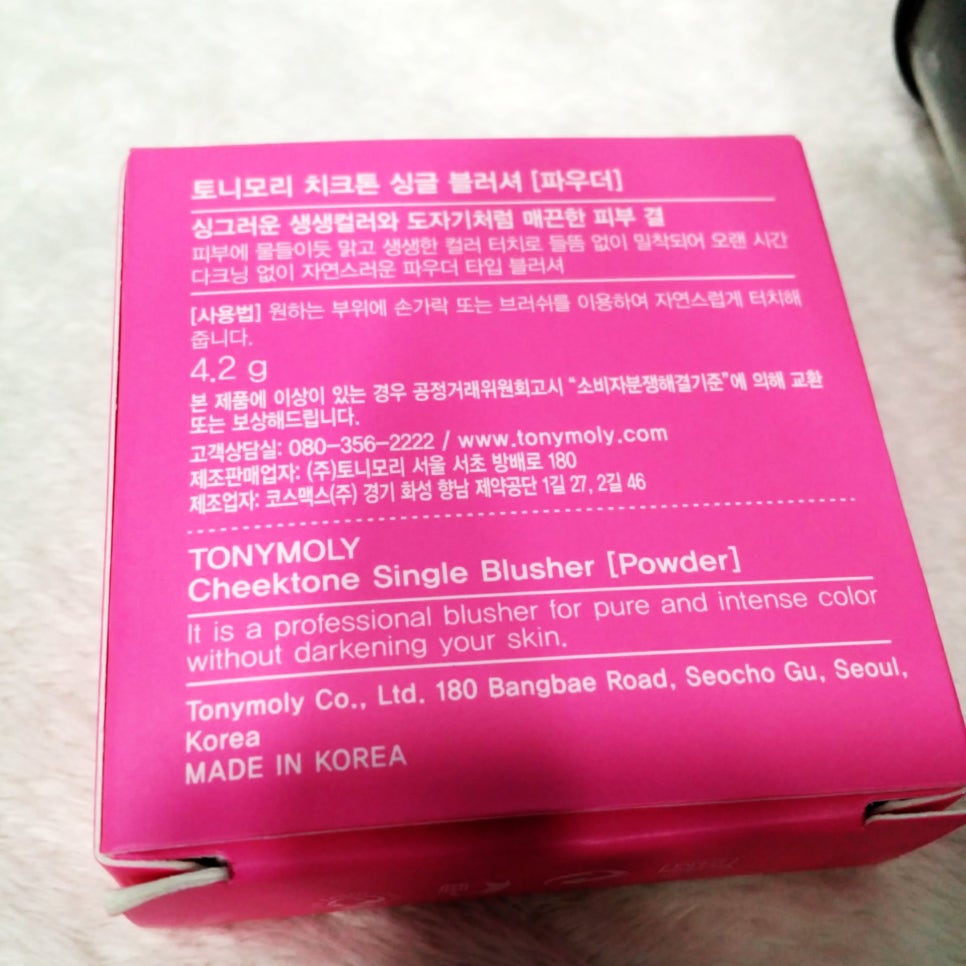 토니모리 치크톤 싱글 블러셔 [파우더]
싱그러운 생생컬러와 도자기처럼 매끈한 피부 결
피부에 물들이듯 맑고 생생한 컬러 터치로 들뜸 없이 밀착되어 오랜 시간
다크닝 없이 자연스러운 파우더 타입 블러셔
[사용법] 원하는 부위에 손가락 또는 브러쉬를 이용하여 자연스럽게 터치해
줍니다.
4.2 g
본 제품에 이상이 있는 경우 공정거래위원회고시 “소비자분쟁해결기준”에 의해 교환
또는 보상해드립니다.
고객상담실: 080-356-2222 / www.tonymoly.com
제조판매업자: (주)토니모리 서울 서초 방배로 180
제조업자: 코스맥스(주) 경기 화성 향남 제약공단 1길 27, 2길 46
TONYMOLY
Cheektone Single Blusher [Powder]
It is a professional blusher for pure and intense color
without darkening your skin.
Tonymoly Co., Ltd. 180 Bangbae Road, Seocho Gu, Seoul,
Korea
MADE IN KOREA